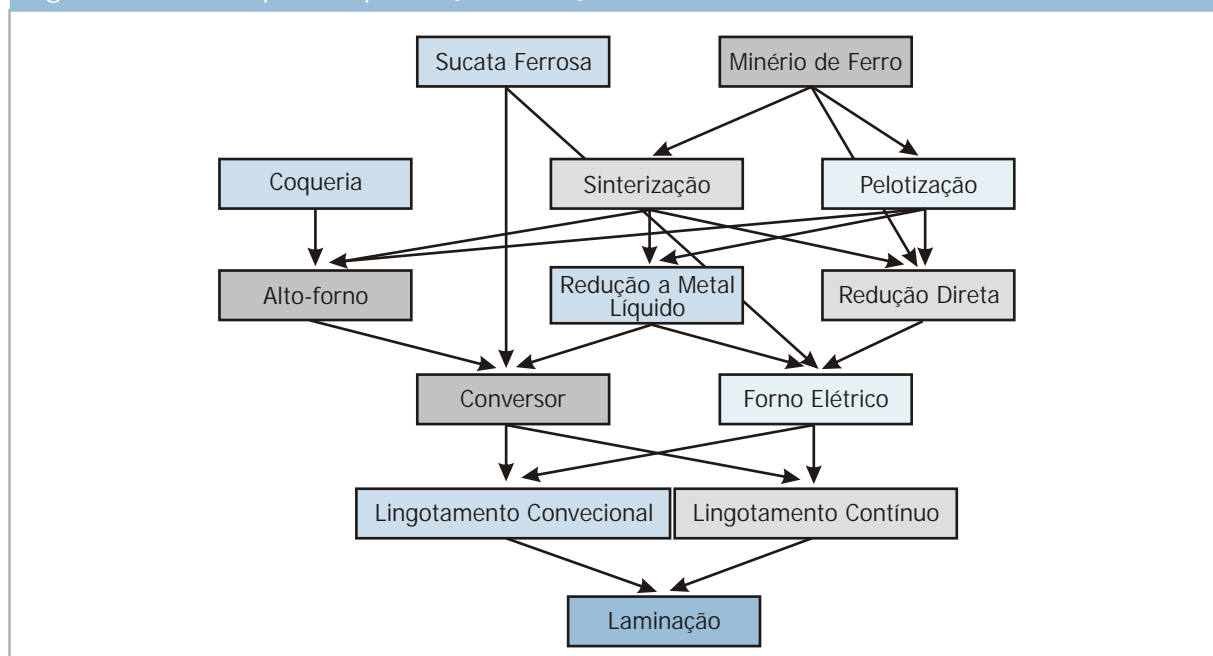 Sucata Ferrosa
Minério de Ferro
Coqueria
Sinterização
Pelotização
Alto-forno
Redução a Metal
Líquido
Redução Direta
Conversor
Forno Elétrico
Lingotamento Convecional
Lingotamento Contínuo
Laminação